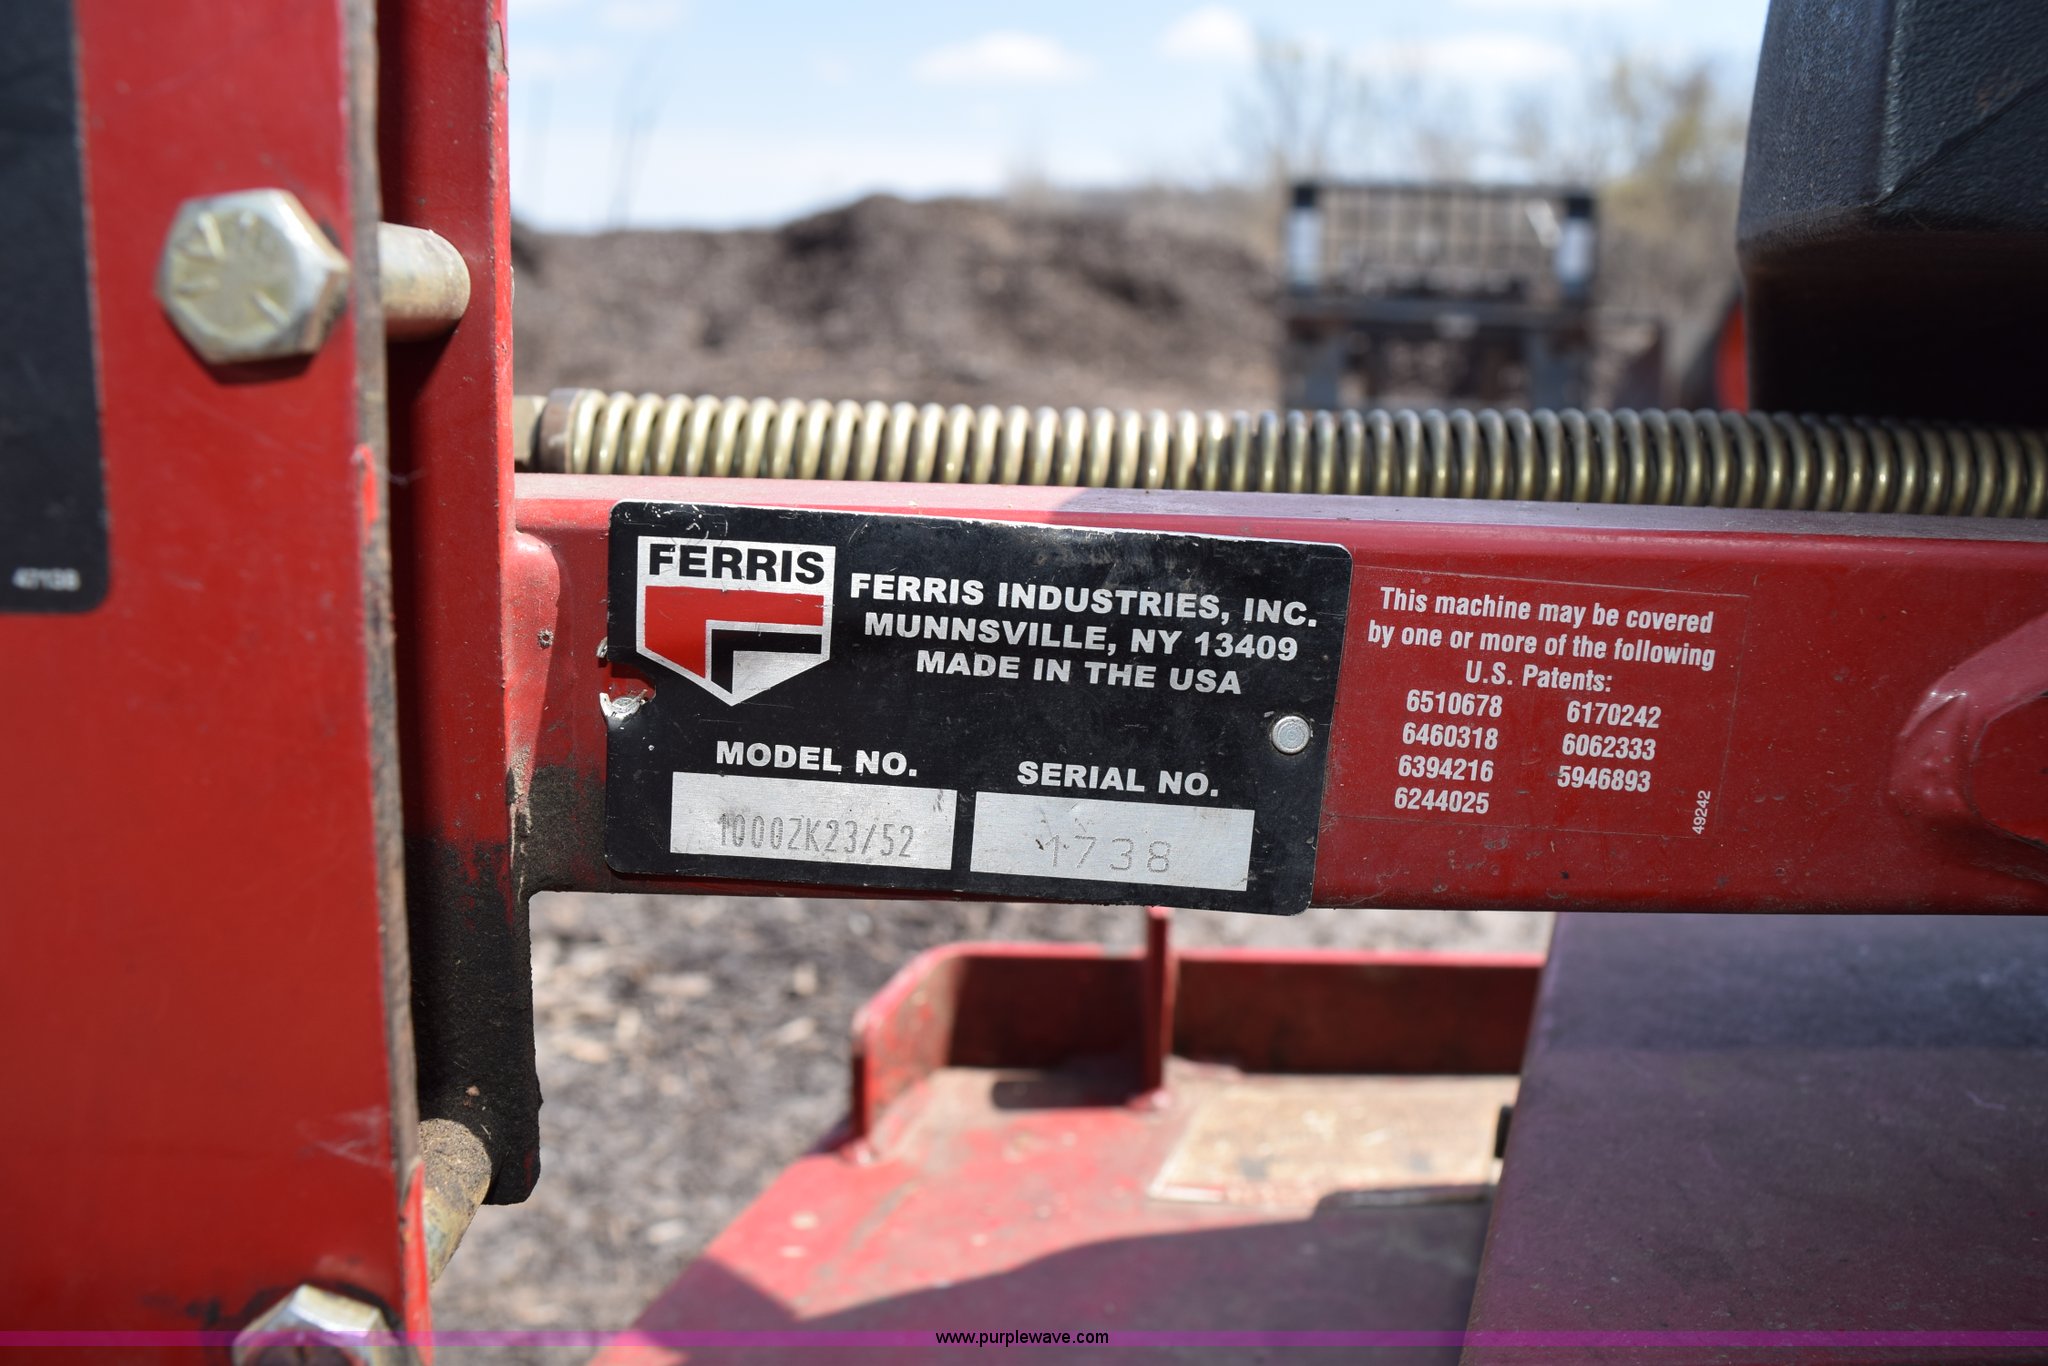 FERRIS
FERRIS INDUSTRIES, INC.
MUNNSVILLE, NY 13409
MADE IN THE USA
MODEL NO.
1000ZK23/52
SERIAL NO.
1738
This machine may be covered
by one or more of the following
U.S. Patents:
6510678 6170242
6460318 6062333
6394216 5946893
6244025
49242
www.purplewave.com